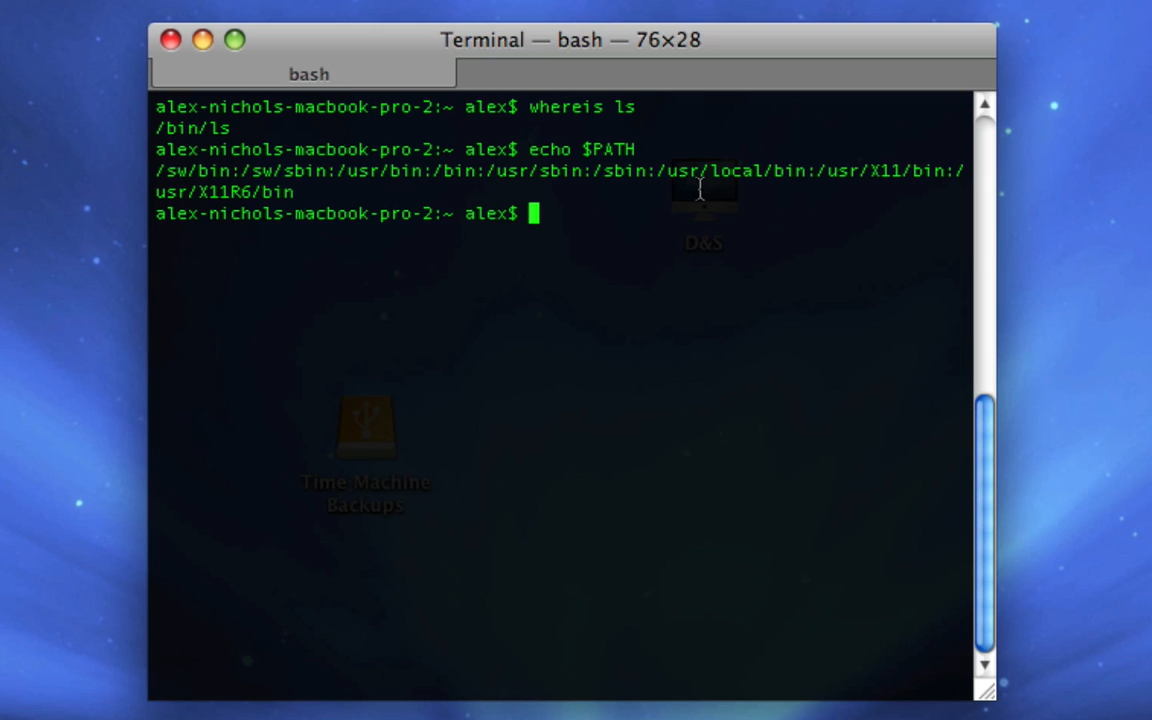 Terminal — bash — 76×28
bash
alex-nichols-macbook-pro-2:~ alex$ whereis ls
/bin/ls
alex-nichols-macbook-pro-2:~ alex$ echo $PATH
/sw/bin:/sw/sbin:/usr/bin:/bin:/usr/sbin:/sbin:/usr/local/bin:/usr/X11/bin:/
usr/X11R6/bin
alex-nichols-macbook-pro-2:~ alex$
D&S
Time Machine
Backups